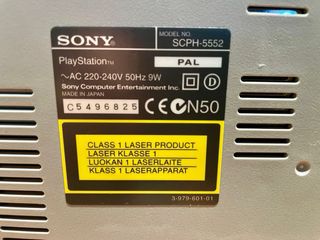 SONY
MODEL NO.
SCPH-5552
PlayStation™
PAL
～AC 220-240V 50Hz 9W
Sony Computer Entertainment Inc.
MADE IN JAPAN
D
C5496825
CE
N50
CLASS 1 LASER PRODUCT
LASER KLASSE 1
LUOKAN 1 LASERLAITE
KLASS 1 LASERAPPARAT
3-979-601-01